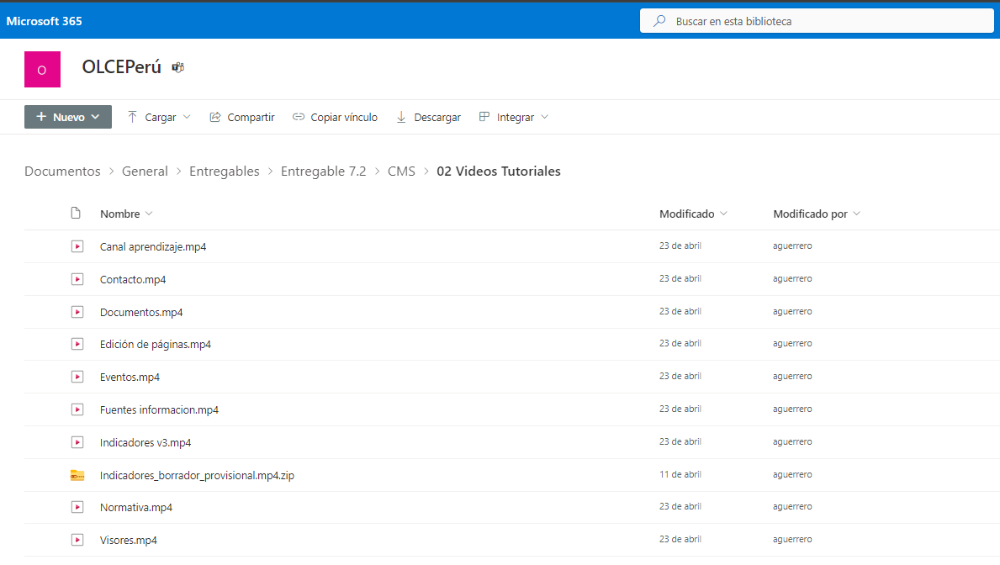 Microsoft 365
Buscar en esta biblioteca
O
OLCEPerú
Nuevo
Cargar
Compartir
Copiar vínculo
Descargar
Integrar
Documentos > General > Entregables > Entregable 7.2 > CMS > 02 Videos Tutoriales
Nombre Modificado Modificado por
Canal aprendizaje.mp4 23 de abril aguerrero
Contacto.mp4 23 de abril aguerrero
Documentos.mp4 23 de abril aguerrero
Edición de páginas.mp4 23 de abril aguerrero
Eventos.mp4 23 de abril aguerrero
Fuentes informacion.mp4 23 de abril aguerrero
Indicadores v3.mp4 23 de abril aguerrero
Indicadores_borrador_provisional.mp4.zip 11 de abril aguerrero
Normativa.mp4 23 de abril aguerrero
Visores.mp4 23 de abril aguerrero